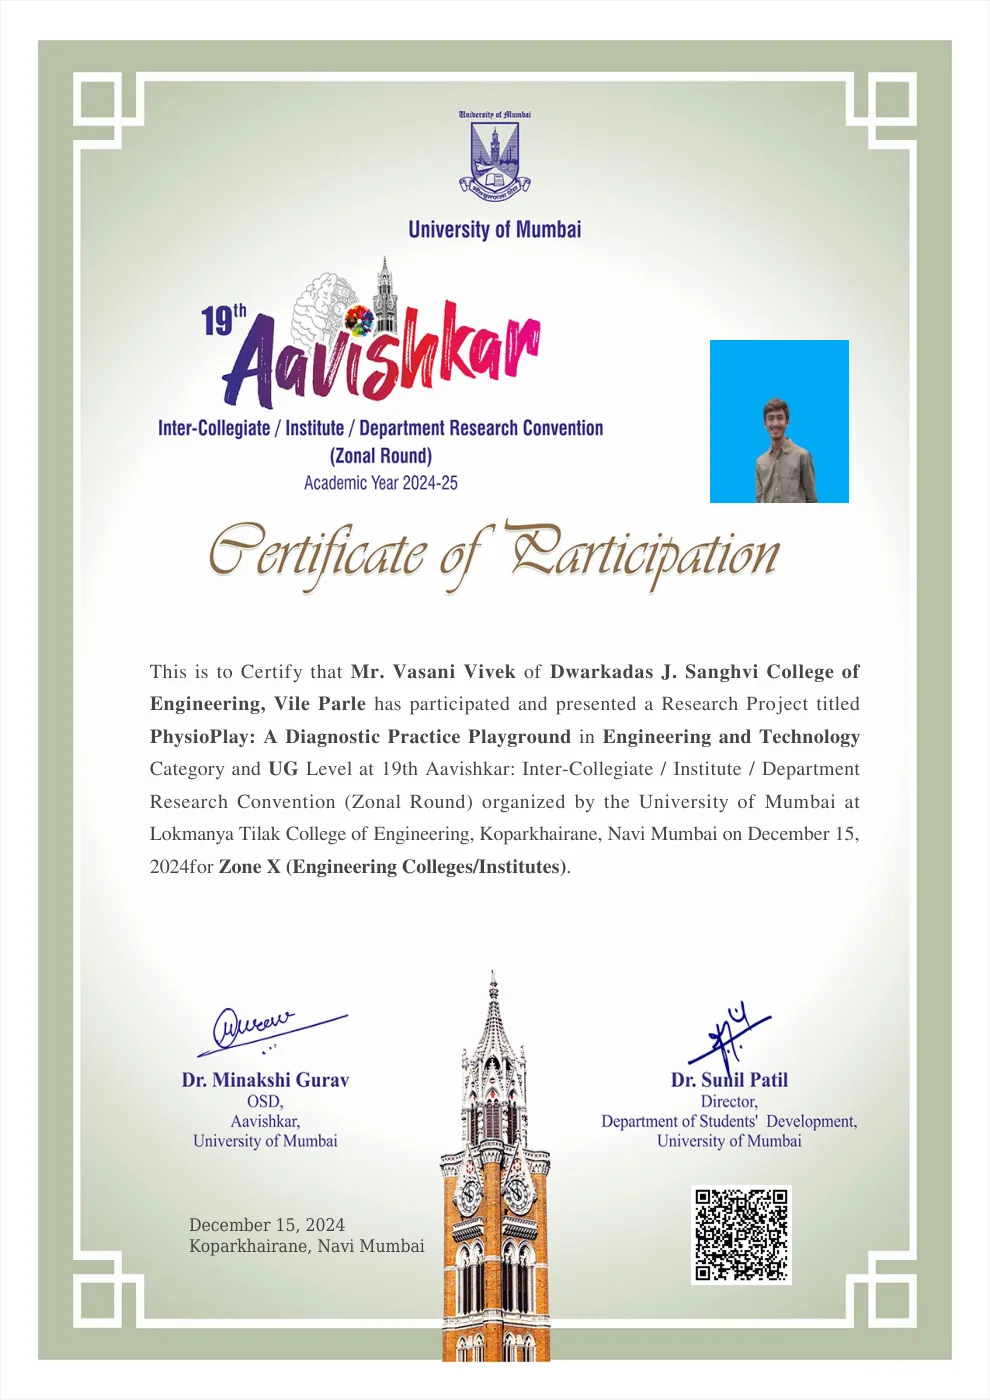 University of Mumbai
University of Mumbai
19th
Aavishkar
Inter-Collegiate / Institute / Department Research Convention
(Zonal Round)
Academic Year 2024-25
Certificate of Participation
This is to Certify that Mr. Vasani Vivek of Dwarkadas J. Sanghvi College of
Engineering, Vile Parle has participated and presented a Research Project titled
PhysioPlay: A Diagnostic Practice Playground in Engineering and Technology
Category and UG Level at 19th Aavishkar: Inter-Collegiate / Institute / Department
Research Convention (Zonal Round) organized by the University of Mumbai at
Lokmanya Tilak College of Engineering, Koparkhairane, Navi Mumbai on December 15,
2024for Zone X (Engineering Colleges/Institutes).
Dr. Minakshi Gurav
OSD,
Aavishkar,
University of Mumbai
Dr. Sunil Patil
Director,
Department of Students' Development,
University of Mumbai
December 15, 2024
Koparkhairane, Navi Mumbai